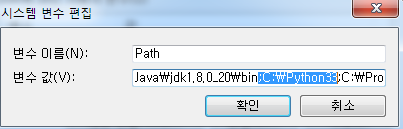 시스템 변수 편집
변수 이름(N): Path
변수 값(V): Java₩jdk1.8.0_20₩bin;C:₩Python33;C:₩Pro
확인 취소